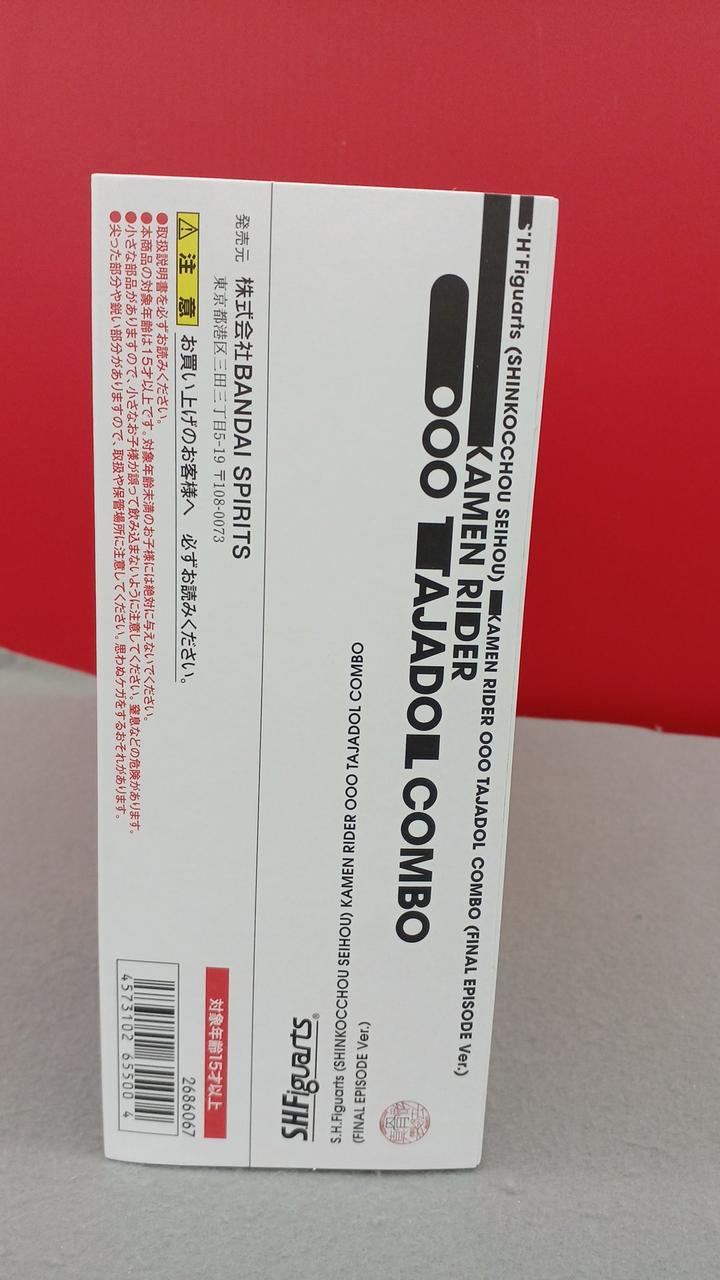 S.H.Figuarts (SHINKOCCHOU SEIHOU) KAMEN RIDER OOO TAJADOL COMBO (FINAL EPISODE Ver.)
KAMEN RIDER
OOO TAJADOL COMBO
S.H.Figuarts (SHINKOCCHOU SEIHOU) KAMEN RIDER OOO TAJADOL COMBO
(FINAL EPISODE Ver.)
SHFiguarts®
発売元 株式会社BANDAI SPIRITS
東京都港区三田三丁目5-19 〒108-0073
注意 お買い上げのお客様へ 必ずお読みください。
●取扱説明書を必ずお読みください。
●本商品の対象年齢は15才以上です。対象年齢未満のお子様には絶対に与えないでください。
●小さな部品がありますので、小さなお子様が誤って飲み込まないように注意してください。窒息などの危険があります。
●尖った部分や鋭い部分がありますので、取扱や保管場所に注意してください。思わぬケガをするおそれがあります。
対象年齢15才以上
2686067
4573102 65500 4